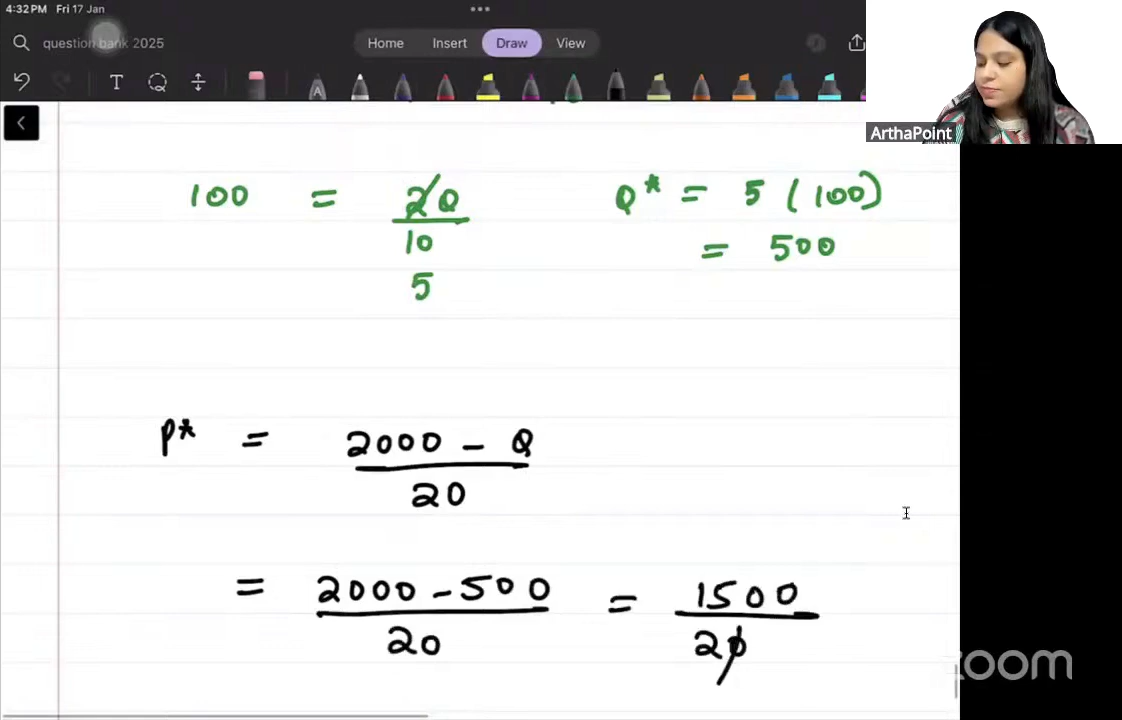 4:32 PM Fri 17 Jan
question bank 2025
Home Insert Draw View
T
A
ArthaPoint
100 = 2Q / 10
5
Q* = 5 (100)
= 500
P* = 2000 - Q / 20
= 2000 - 500 / 20 = 1500 / 20
zoom